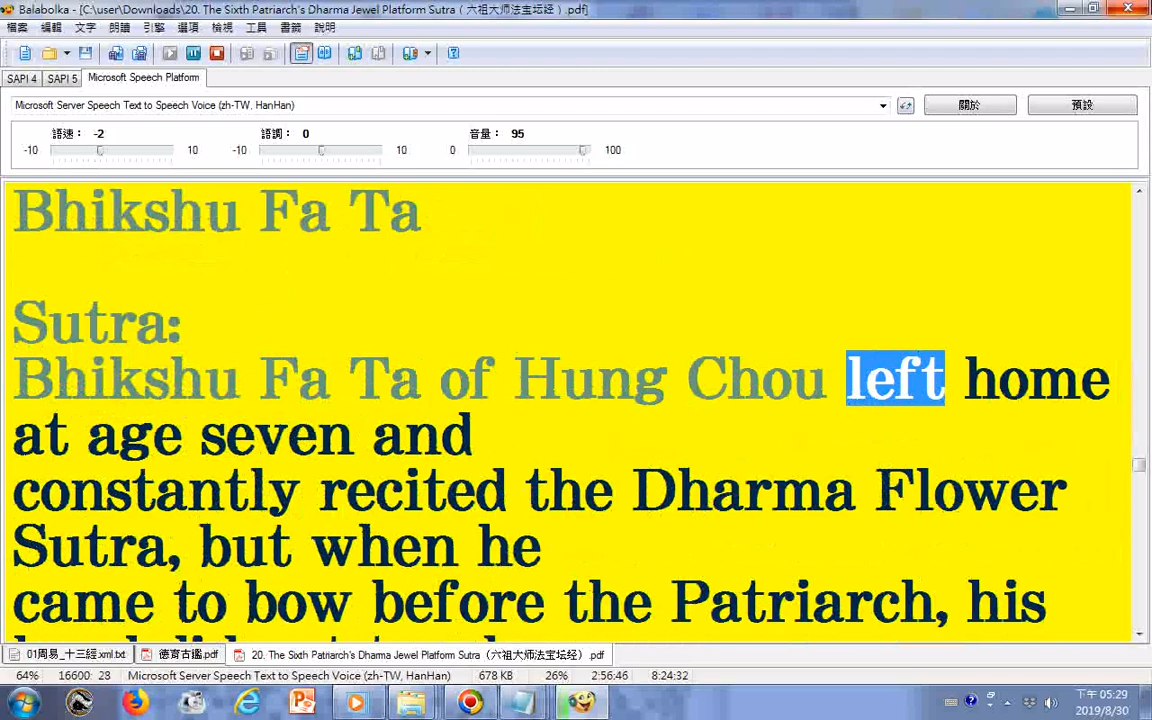 Balabolka - [C:\user\Downloads\20. The Sixth Patriarch's Dharma Jewel Platform Sutra（六祖大师法宝坛经）.pdf]
檔案 編輯 文字 朗讀 引擎 選項 檢視 工具 書籤 說明
SAPI 4 SAPI 5 Microsoft Speech Platform
Microsoft Server Speech Text to Speech Voice (zh-TW, HanHan) 關於 預設
語速： -2 語調： 0 音量： 95
-10 10 -10 10 0 100
Bhikshu Fa Ta
Sutra:
Bhikshu Fa Ta of Hung Chou left home
at age seven and
constantly recited the Dharma Flower
Sutra, but when he
came to bow before the Patriarch, his
01周易_十三經.xml.txt 德育古鑑.pdf 20. The Sixth Patriarch's Dharma Jewel Platform Sutra（六祖大师法宝坛经）.pdf
64% 16600: 28 Microsoft Server Speech Text to Speech Voice (zh-TW, HanHan) 678 KB 26% 2:56:46 8:24:32
下午 05:29
2019/8/30